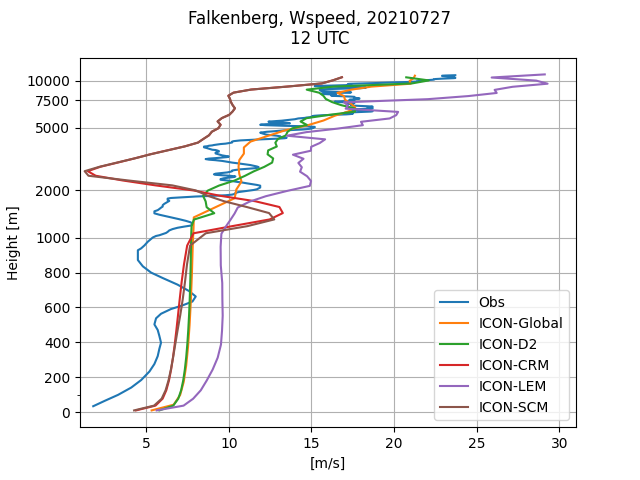 Falkenberg, Wspeed, 20210727
12 UTC
10000
7500
5000
2000
1000
800
600
400
200
0
Height [m]
5 10 15 20 25 30
[m/s]
Obs
ICON-Global
ICON-D2
ICON-CRM
ICON-LEM
ICON-SCM